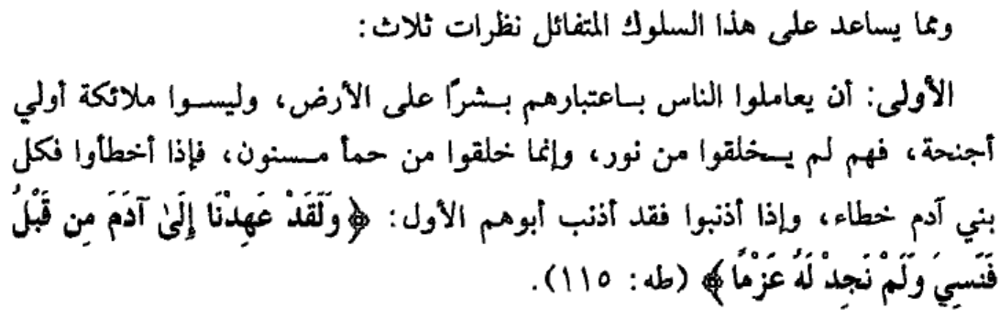 ومما يساعد على هذا السلوك المتفائل نظرات ثلاث:
الأولى: أن يعاملوا الناس باعتبارهم بشرًا على الأرض، وليسوا ملائكة أولي
أجنحة، فهم لم يخلقوا من نور، وإنما خلقوا من حمأ مسنون، فإذا أخطأوا فكل
بني آدم خطاء، وإذا أذنبوا فقد أذنب أبوهم الأول: ﴿وَلَقَدْ عَهِدْنَا إِلَىٰ آدَمَ مِن قَبْلُ
فَنَسِيَ وَلَمْ نَجِدْ لَهُ عَزْمًا﴾ (طه: ١١٥).